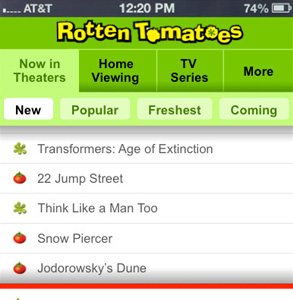 AT&T 12:20 PM 74%
Rotten Tomatoes
Now in Theaters
Home Viewing
TV Series
More
New Popular Freshest Coming
Transformers: Age of Extinction
22 Jump Street
Think Like a Man Too
Snow Piercer
Jodorowsky's Dune